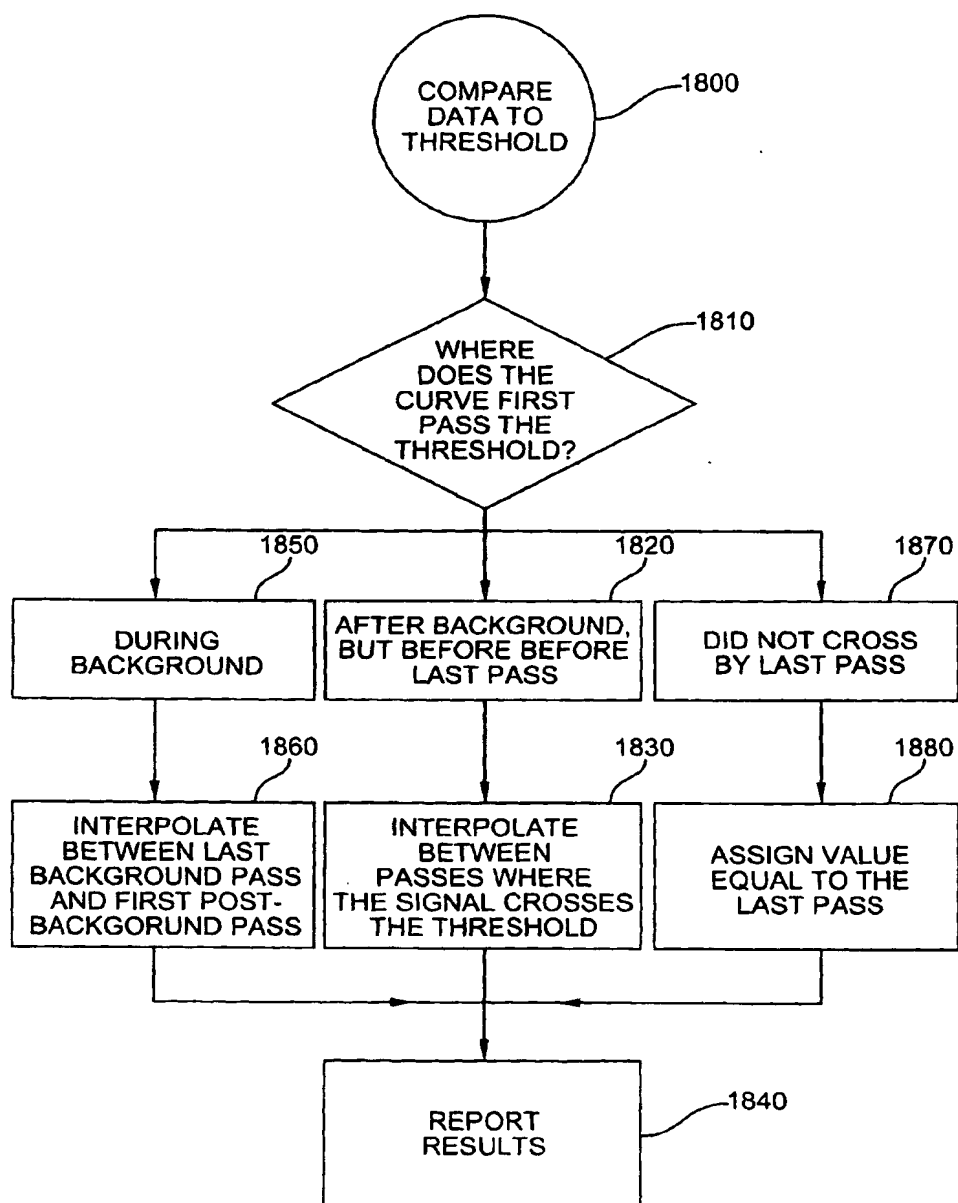 COMPARE
DATA TO
THRESHOLD
1800
WHERE
DOES THE
CURVE FIRST
PASS THE
THRESHOLD?
1810
1850
DURING
BACKGROUND
1820
AFTER BACKGROUND,
BUT BEFORE BEFORE
LAST PASS
1870
DID NOT CROSS
BY LAST PASS
1860
INTERPOLATE
BETWEEN LAST
BACKGROUND PASS
AND FIRST POST-
BACKGORUND PASS
1830
INTERPOLATE
BETWEEN
PASSES WHERE
THE SIGNAL CROSSES
THE THRESHOLD
1880
ASSIGN VALUE
EQUAL TO THE
LAST PASS
REPORT
RESULTS
1840